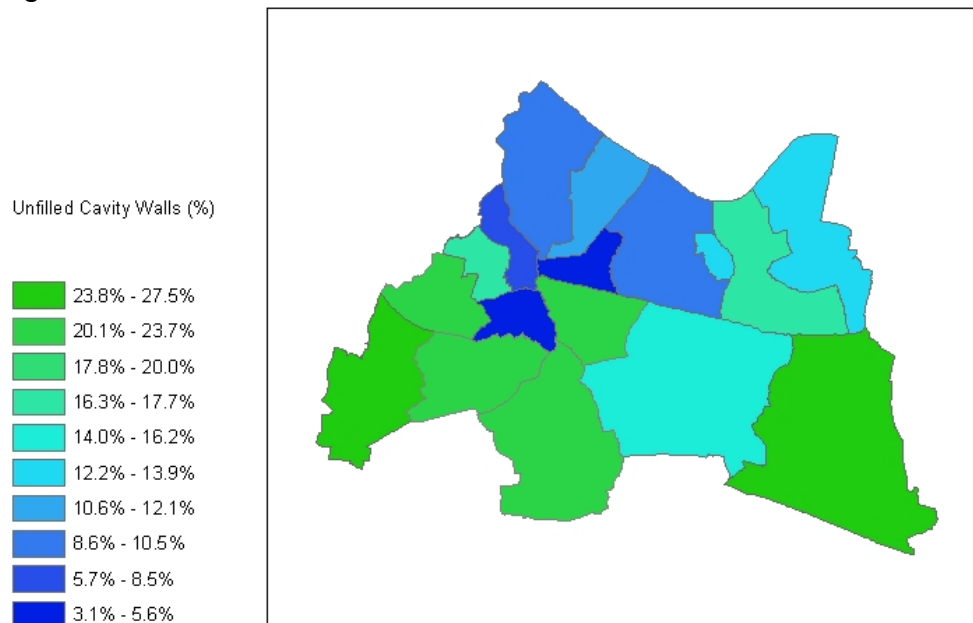 Unfilled Cavity Walls (%)
23.8% - 27.5%
20.1% - 23.7%
17.8% - 20.0%
16.3% - 17.7%
14.0% - 16.2%
12.2% - 13.9%
10.6% - 12.1%
8.6% - 10.5%
5.7% - 8.5%
3.1% - 5.6%